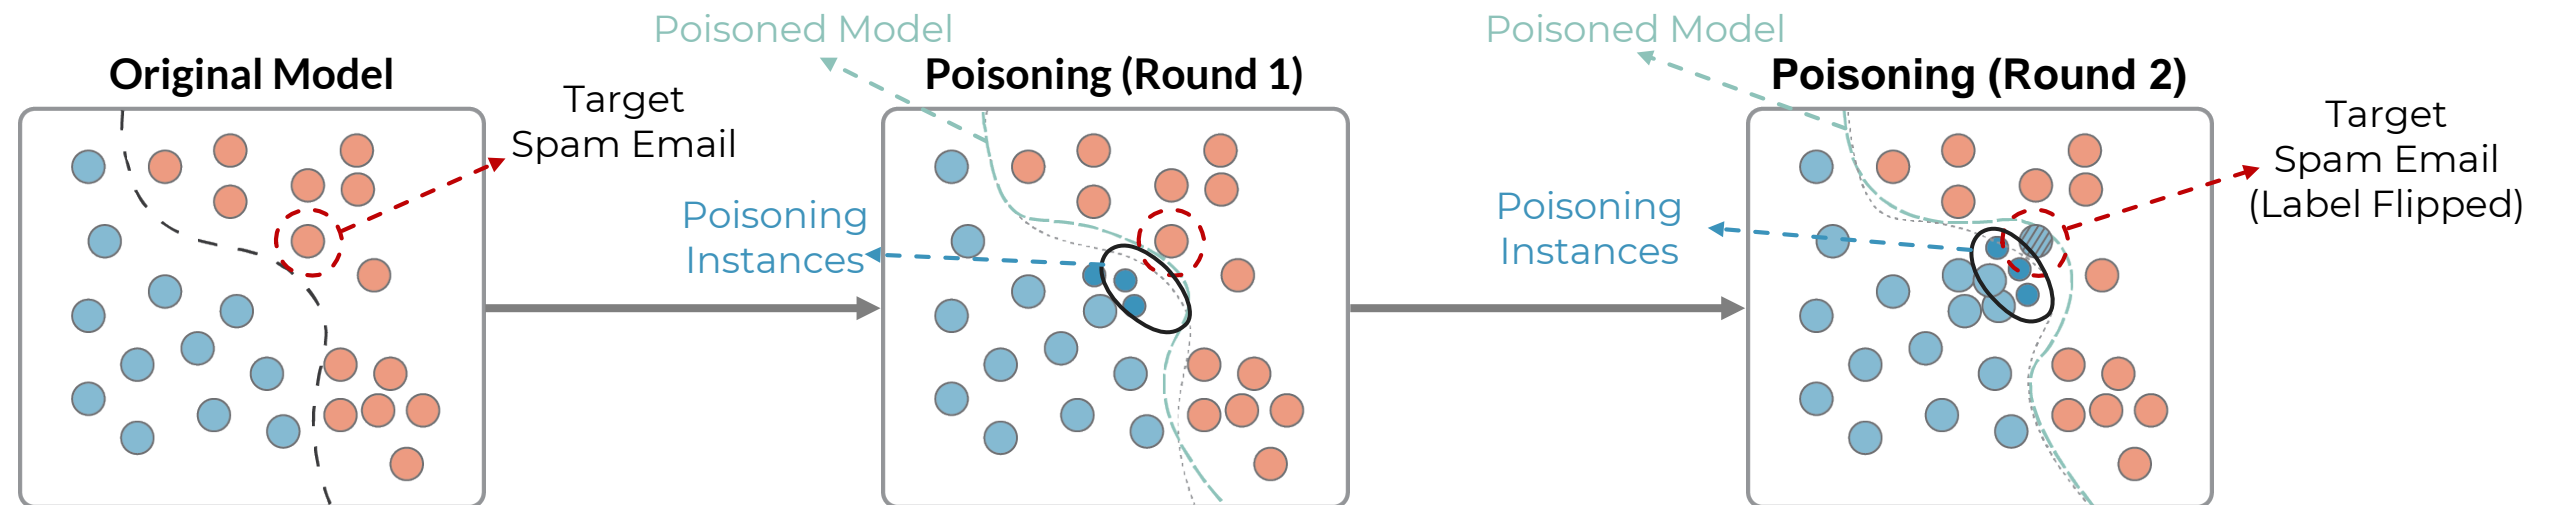 Original Model
Target
Spam Email
Poisoned Model
Poisoning (Round 1)
Poisoning
Instances
Poisoned Model
Poisoning (Round 2)
Poisoning
Instances
Target
Spam Email
(Label Flipped)